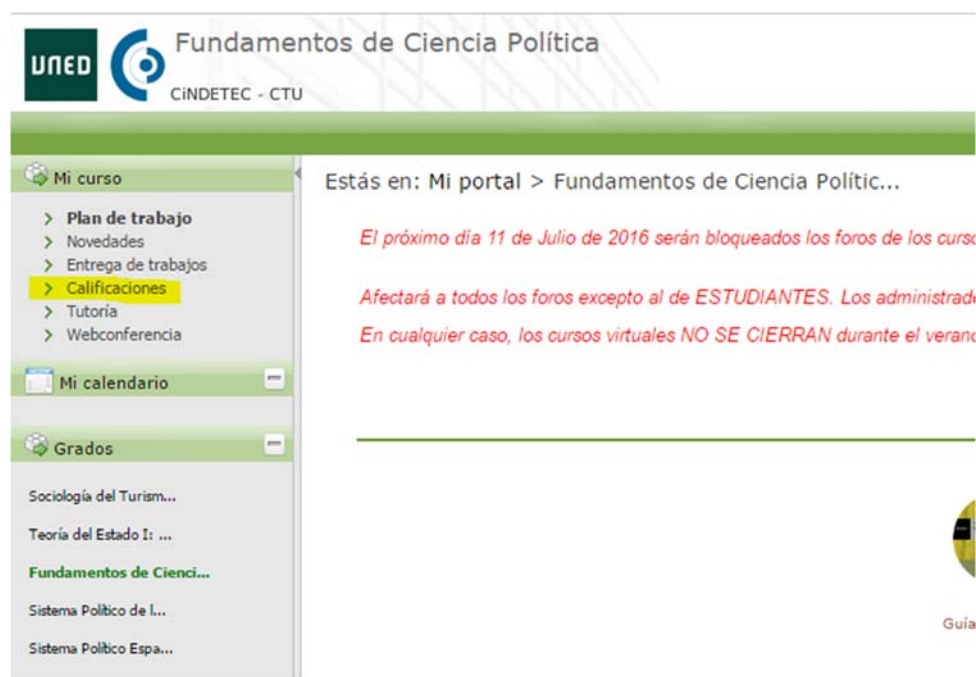 UNED
Fundamentos de Ciencia Política
CiNDETEC - CTU
Mi curso
Plan de trabajo
Novedades
Entrega de trabajos
Calificaciones
Tutoría
Webconferencia
Mi calendario
Grados
Sociología del Turism...
Teoría del Estado I: ...
Fundamentos de Cienci...
Sistema Político de l...
Sistema Político Espa...
Estás en: Mi portal > Fundamentos de Ciencia Polític...
El próximo día 11 de Julio de 2016 serán bloqueados los foros de los curso
Afectará a todos los foros excepto al de ESTUDIANTES. Los administrad
En cualquier caso, los cursos virtuales NO SE CIERRAN durante el verano
Guía